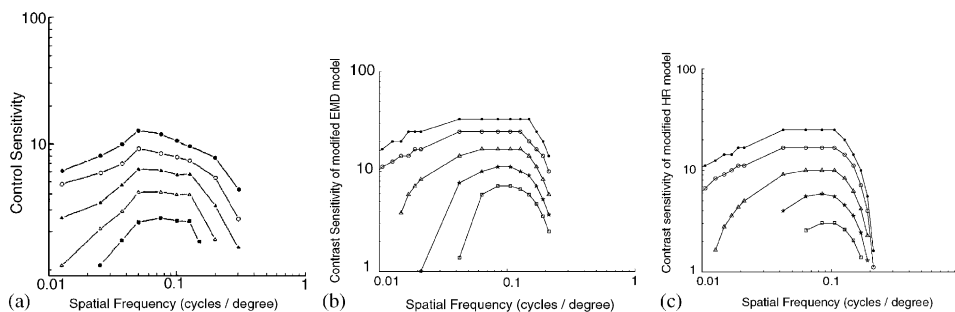 100
10
Control Sensitivity
0.01
0.1
1
(a)
Spatial Frequency (cycles / degree)
100
10
1
Contrast Sensitivity of modified EMD model
0.01
0.1
1
(b)
Spatial Frequency (cycles / degree)
100
10
1
Contrast sensitivity of modified HR model
0.01
0.1
(c)
Spatial Frequency (cycles / degree)